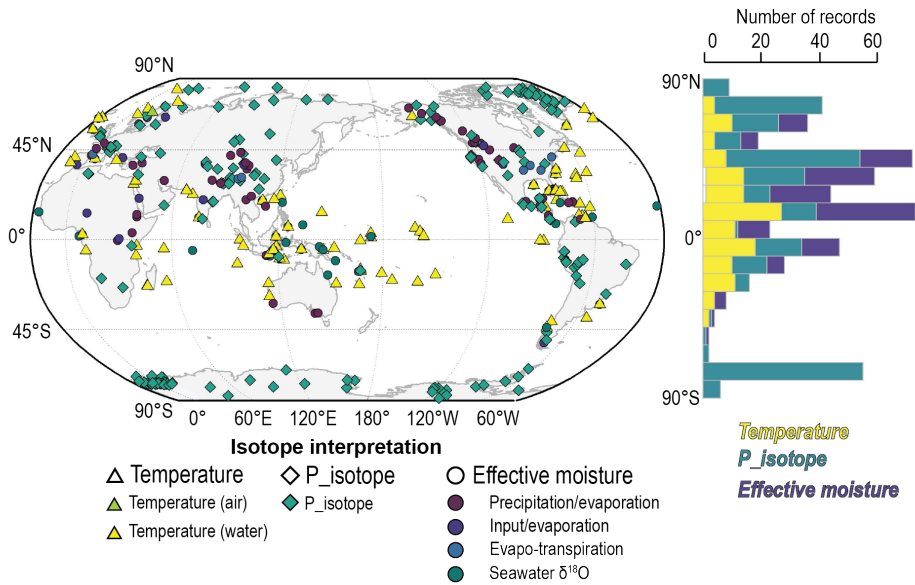 Number of records
0 20 40 60
90°N
45°N
0°
45°S
90°S
0° 60°E 120°E 180° 120°W 60°W
90°N
0°
90°S
Isotope interpretation
Temperature
Temperature (air)
Temperature (water)
P_isotope
P_isotope
Effective moisture
Precipitation/evaporation
Input/evaporation
Evapo-transpiration
Seawater δ¹⁸O
Temperature
P_isotope
Effective moisture